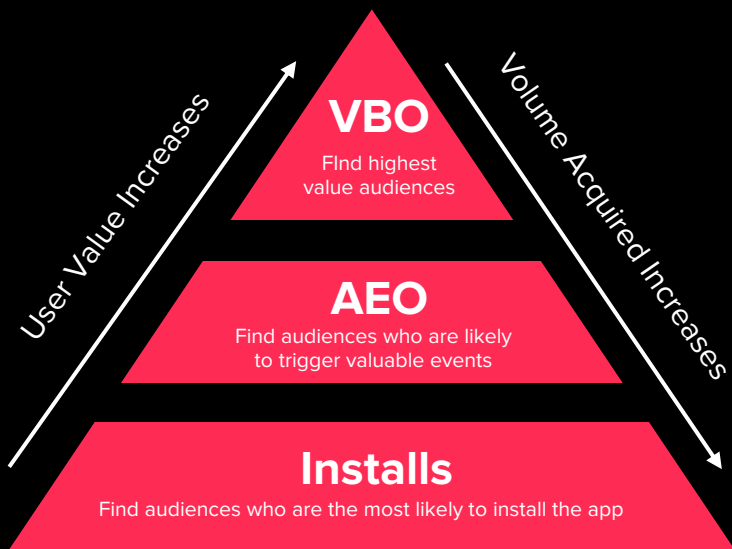 VBO
FInd highest
value audiences
User Value Increases
Volume Acquired Increases
AEO
Find audiences who are likely
to trigger valuable events
Installs
Find audiences who are the most likely to install the app